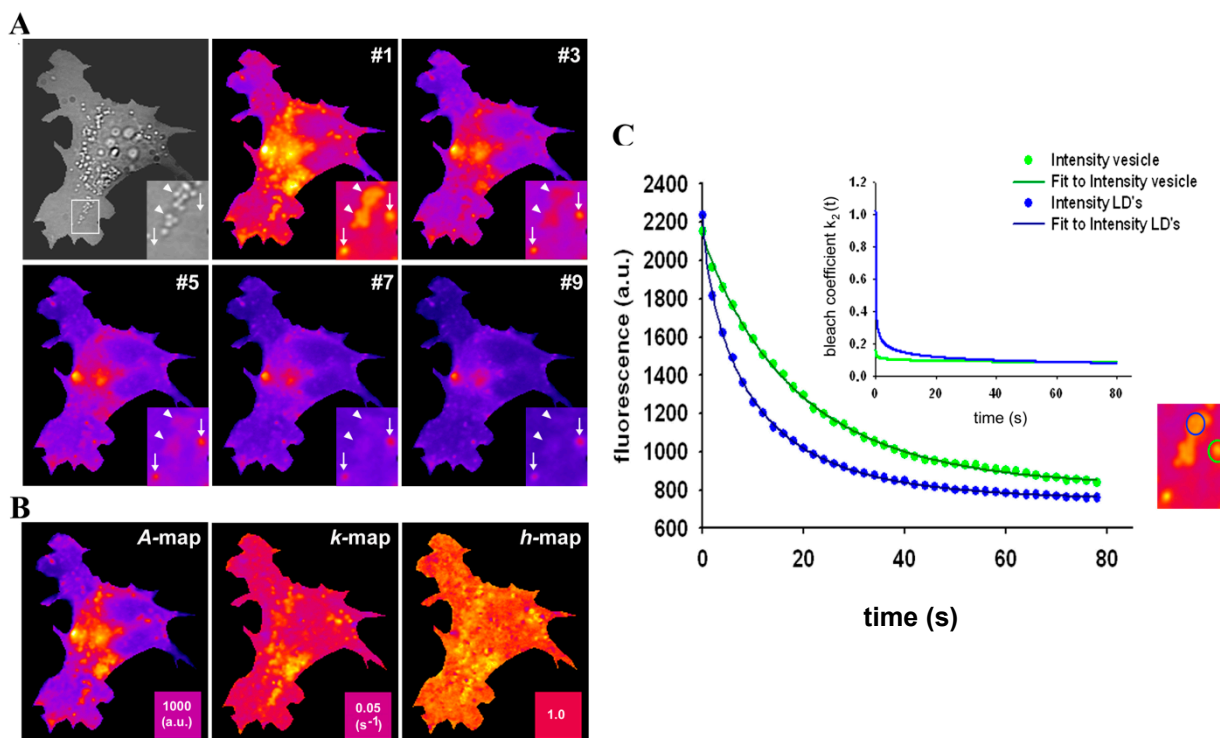 A
#1
#3
#5
#7
#9
B
A-map
k-map
h-map
1000
(a.u.)
0.05
(s-1)
1.0
C
Intensity vesicle
Fit to Intensity vesicle
Intensity LD's
Fit to Intensity LD's
fluorescence (a.u.)
2400
2200
2000
1800
1600
1400
1200
1000
800
600
0
20
40
60
80
time (s)
bleach coefficient k2 (t)
1.2
1.0
0.8
0.6
0.4
0.2
0.0
0
20
40
60
80
time (s)